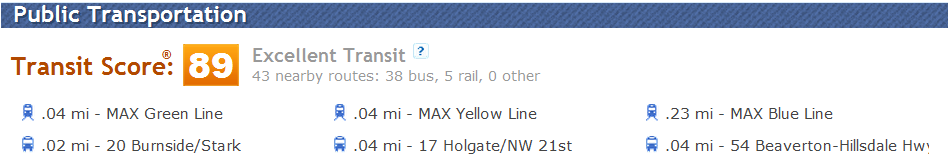 Public Transportation
Transit Score®: 89
Excellent Transit ?
43 nearby routes: 38 bus, 5 rail, 0 other
.04 mi - MAX Green Line .04 mi - MAX Yellow Line .23 mi - MAX Blue Line
.02 mi - 20 Burnside/Stark .04 mi - 17 Holgate/NW 21st .04 mi - 54 Beaverton-Hillsdale Hwy